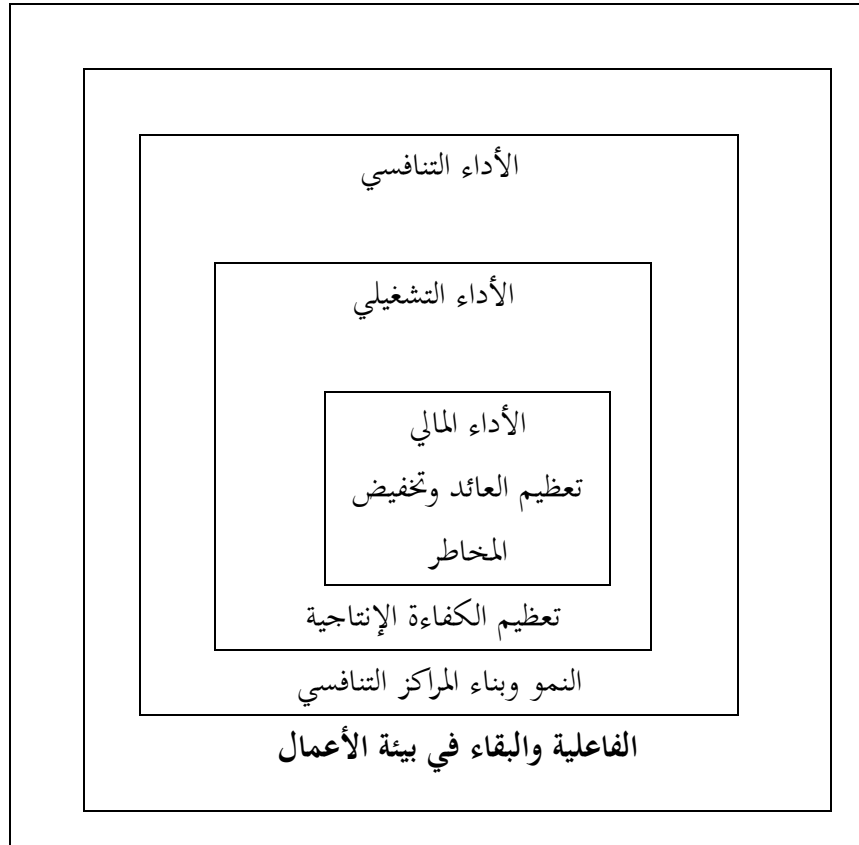 الأداء التنافسي
الأداء التشغيلي
الأداء المالي
تعظيم العائد وتخفيض
المخاطر
تعظيم الكفاءة الإنتاجية
النمو وبناء المراكز التنافسي
الفاعلية والبقاء في بيئة الأعمال